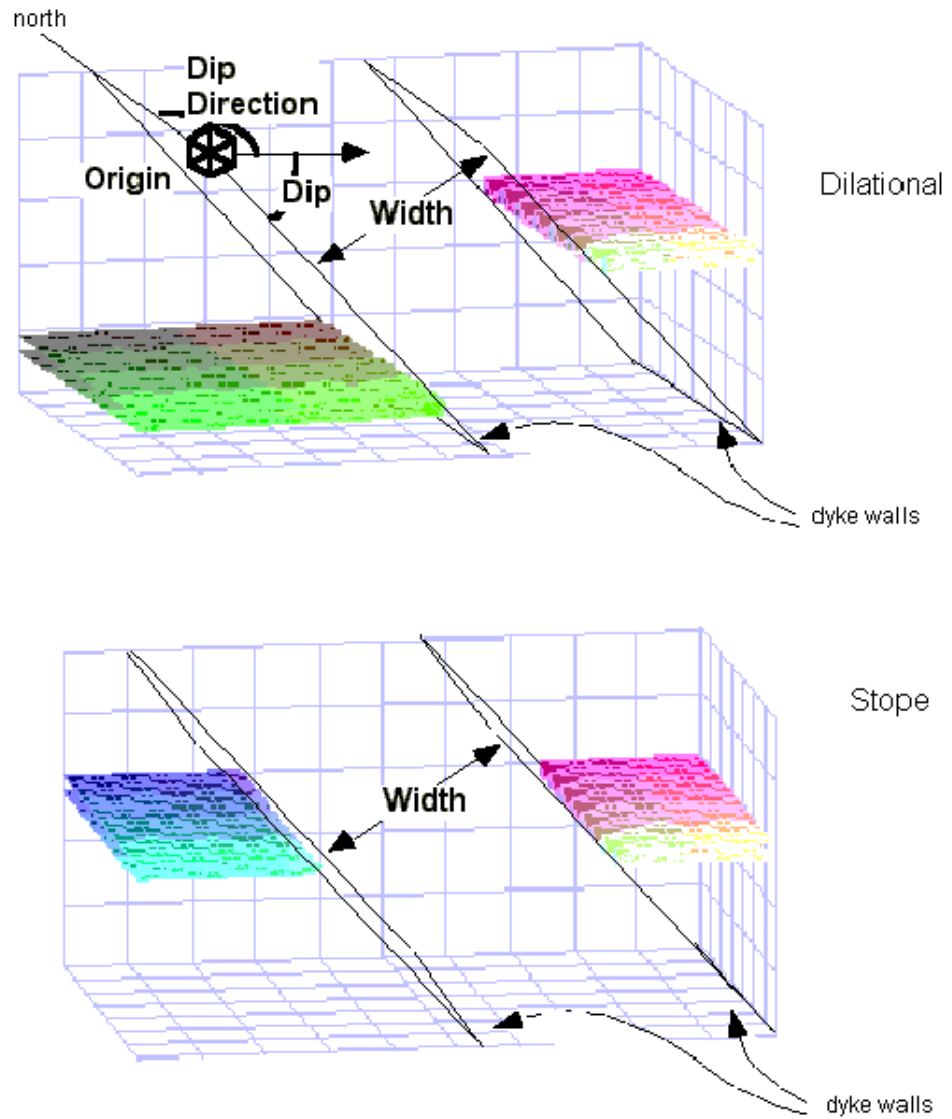 north
Dip
Direction
Origin
Dip
Width
Dilational
dyke walls
Stope
Width
dyke walls